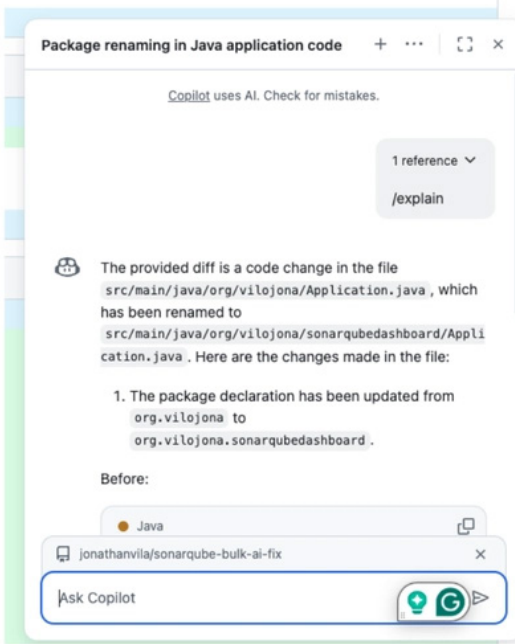 Package renaming in Java application code
Copilot uses AI. Check for mistakes.
1 reference
/explain
The provided diff is a code change in the file
src/main/java/org/vilojona/Application.java , which
has been renamed to
src/main/java/org/vilojona/sonarqubedashboard/Appli
cation.java . Here are the changes made in the file:
1. The package declaration has been updated from
org.vilojona to
org.vilojona.sonarqubedashboard .
Before:
Java
jonathanvila/sonarqube-bulk-ai-fix
Ask Copilot